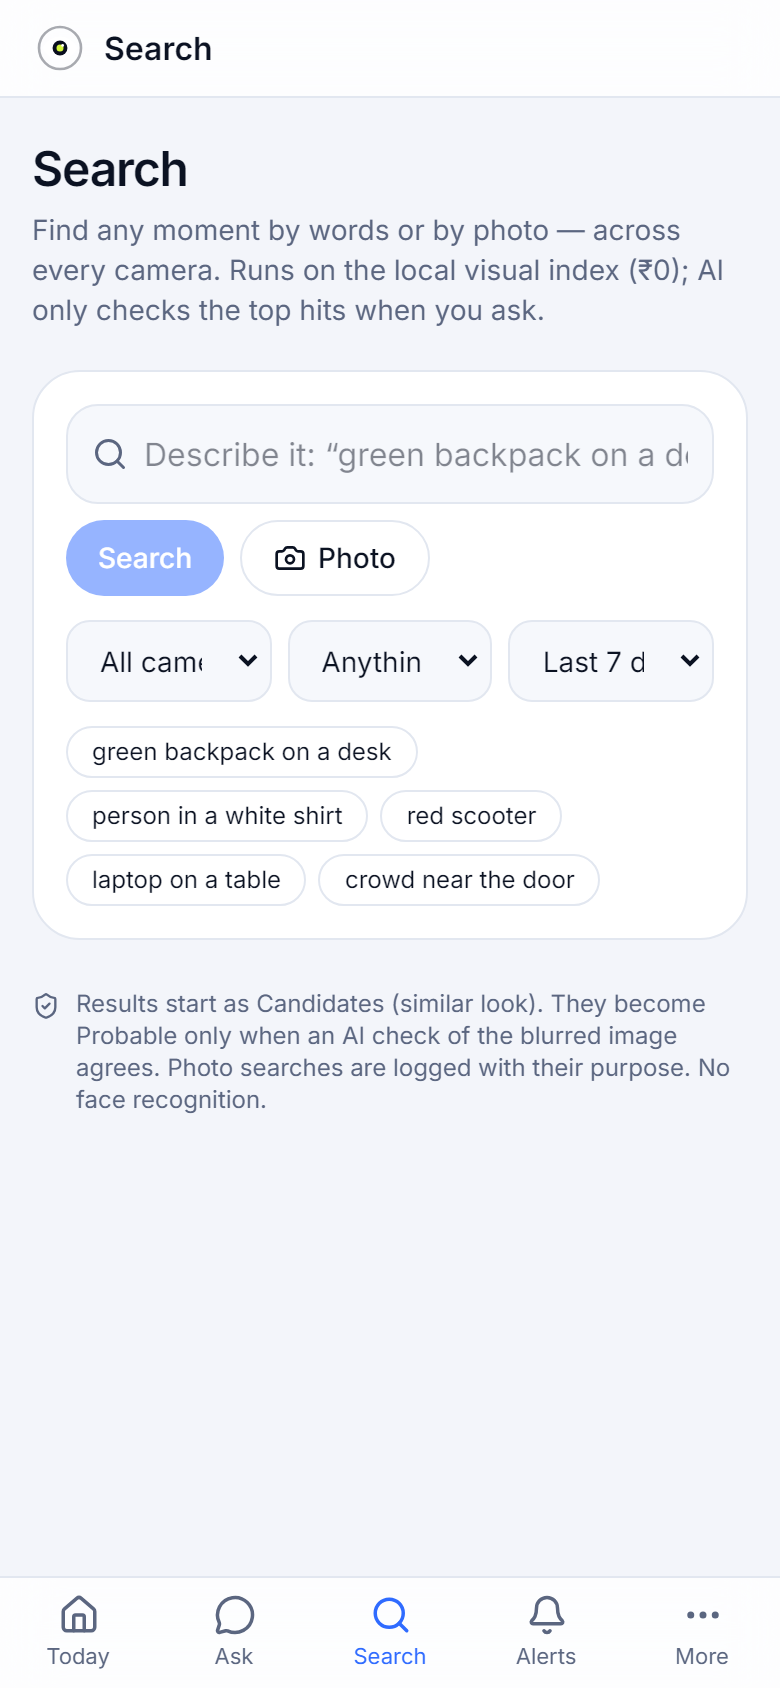 Search
Search
Find any moment by words or by photo — across
every camera. Runs on the local visual index (₹0); AI
only checks the top hits when you ask.
Describe it: “green backpack on a de
Search
Photo
All came
Anythin
Last 7 d
green backpack on a desk
person in a white shirt
red scooter
laptop on a table
crowd near the door
Results start as Candidates (similar look). They become
Probable only when an AI check of the blurred image
agrees. Photo searches are logged with their purpose. No
face recognition.
Today
Ask
Search
Alerts
More